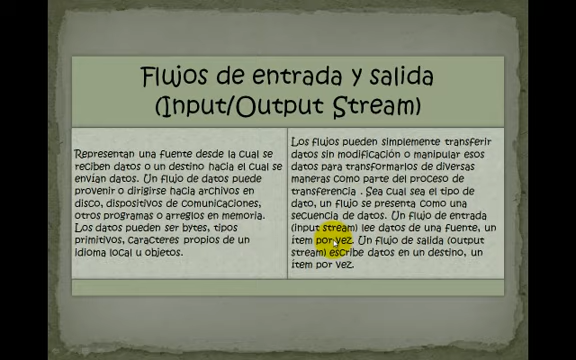 Flujos de entrada y salida
(Input/Output Stream)
Representan una fuente desde la cual se
reciben datos o un destino hacia el cual se
envían datos. Un flujo de datos puede
provenir o dirigirse hacia archivos en
disco, dispositivos de comunicaciones,
otros programas o arreglos en memoria.
Los datos pueden ser bytes, tipos
primitivos, caracteres propios de un
idioma local u objetos.
Los flujos pueden simplemente transferir
datos sin modificación o manipular esos
datos para transformarlos de diversas
maneras como parte del proceso de
transferencia . Sea cual sea el tipo de
dato, un flujo se presenta como una
secuencia de datos. Un flujo de entrada
(input stream) lee datos de una fuente, un
ítem por vez. Un flujo de salida (output
stream) escribe datos en un destino, un
ítem por vez.